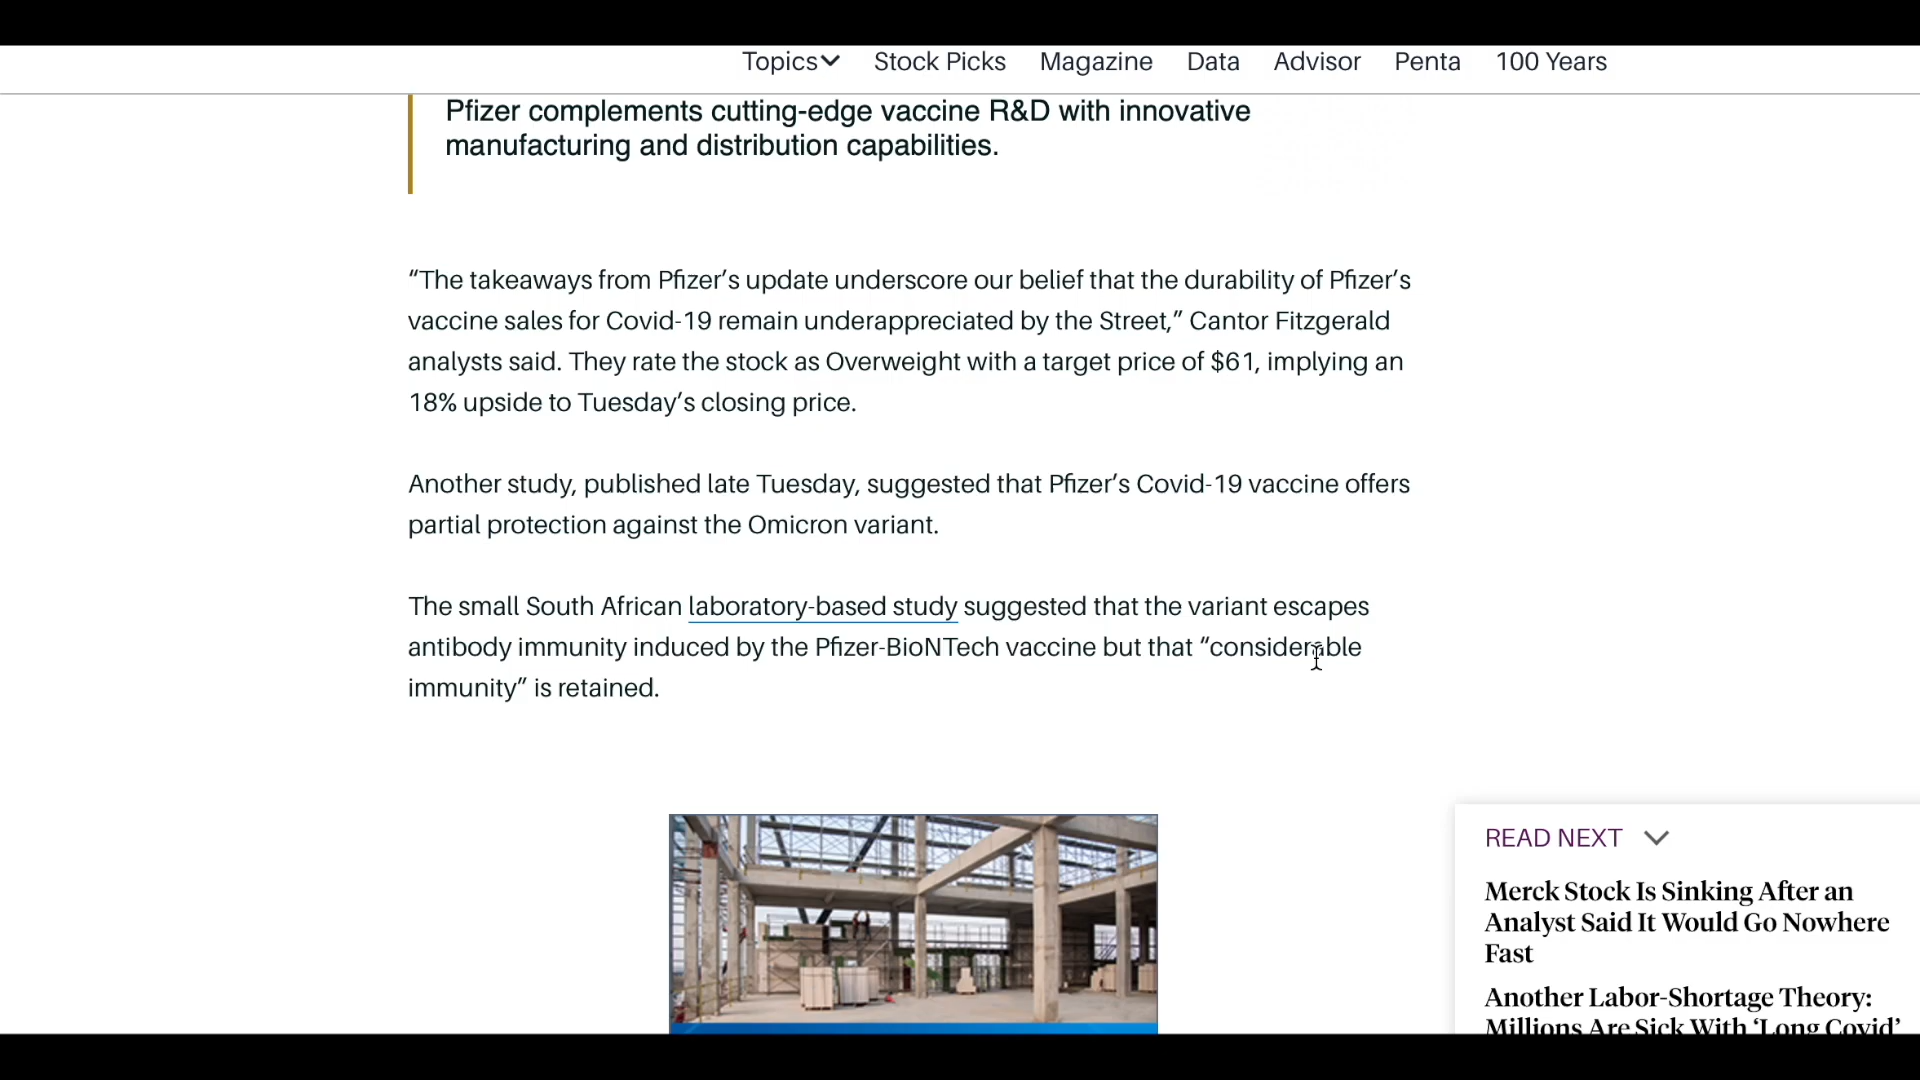 Topics Stock Picks Magazine Data Advisor Penta 100 Years
Pfizer complements cutting-edge vaccine R&D with innovative
manufacturing and distribution capabilities.
“The takeaways from Pfizer’s update underscore our belief that the durability of Pfizer’s
vaccine sales for Covid-19 remain underappreciated by the Street,” Cantor Fitzgerald
analysts said. They rate the stock as Overweight with a target price of $61, implying an
18% upside to Tuesday’s closing price.
Another study, published late Tuesday, suggested that Pfizer’s Covid-19 vaccine offers
partial protection against the Omicron variant.
The small South African laboratory-based study suggested that the variant escapes
antibody immunity induced by the Pfizer-BioNTech vaccine but that “considerable
immunity” is retained.
READ NEXT
Merck Stock Is Sinking After an
Analyst Said It Would Go Nowhere
Fast
Another Labor-Shortage Theory:
Millions Are Sick With ‘Long Covid’